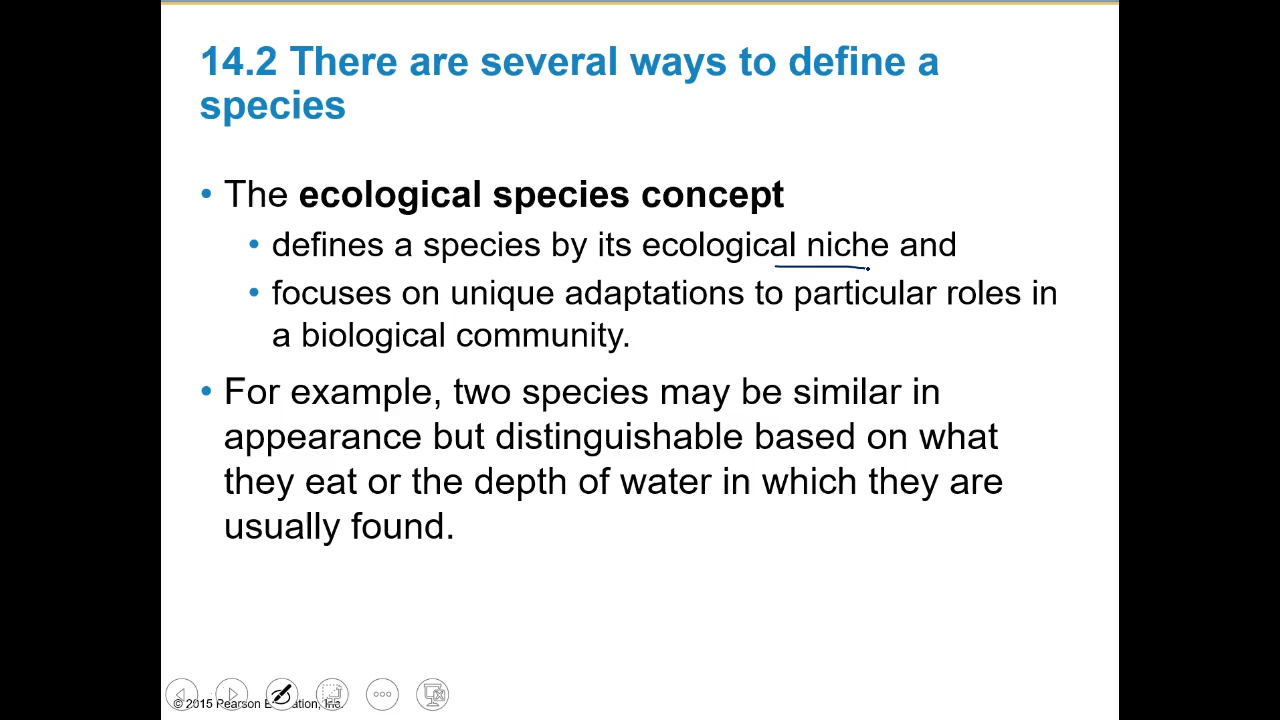 14.2 There are several ways to define a
species
• The ecological species concept
• defines a species by its ecological niche and
• focuses on unique adaptations to particular roles in
a biological community.
• For example, two species may be similar in
appearance but distinguishable based on what
they eat or the depth of water in which they are
usually found.
© 2015 Pearson Inc.